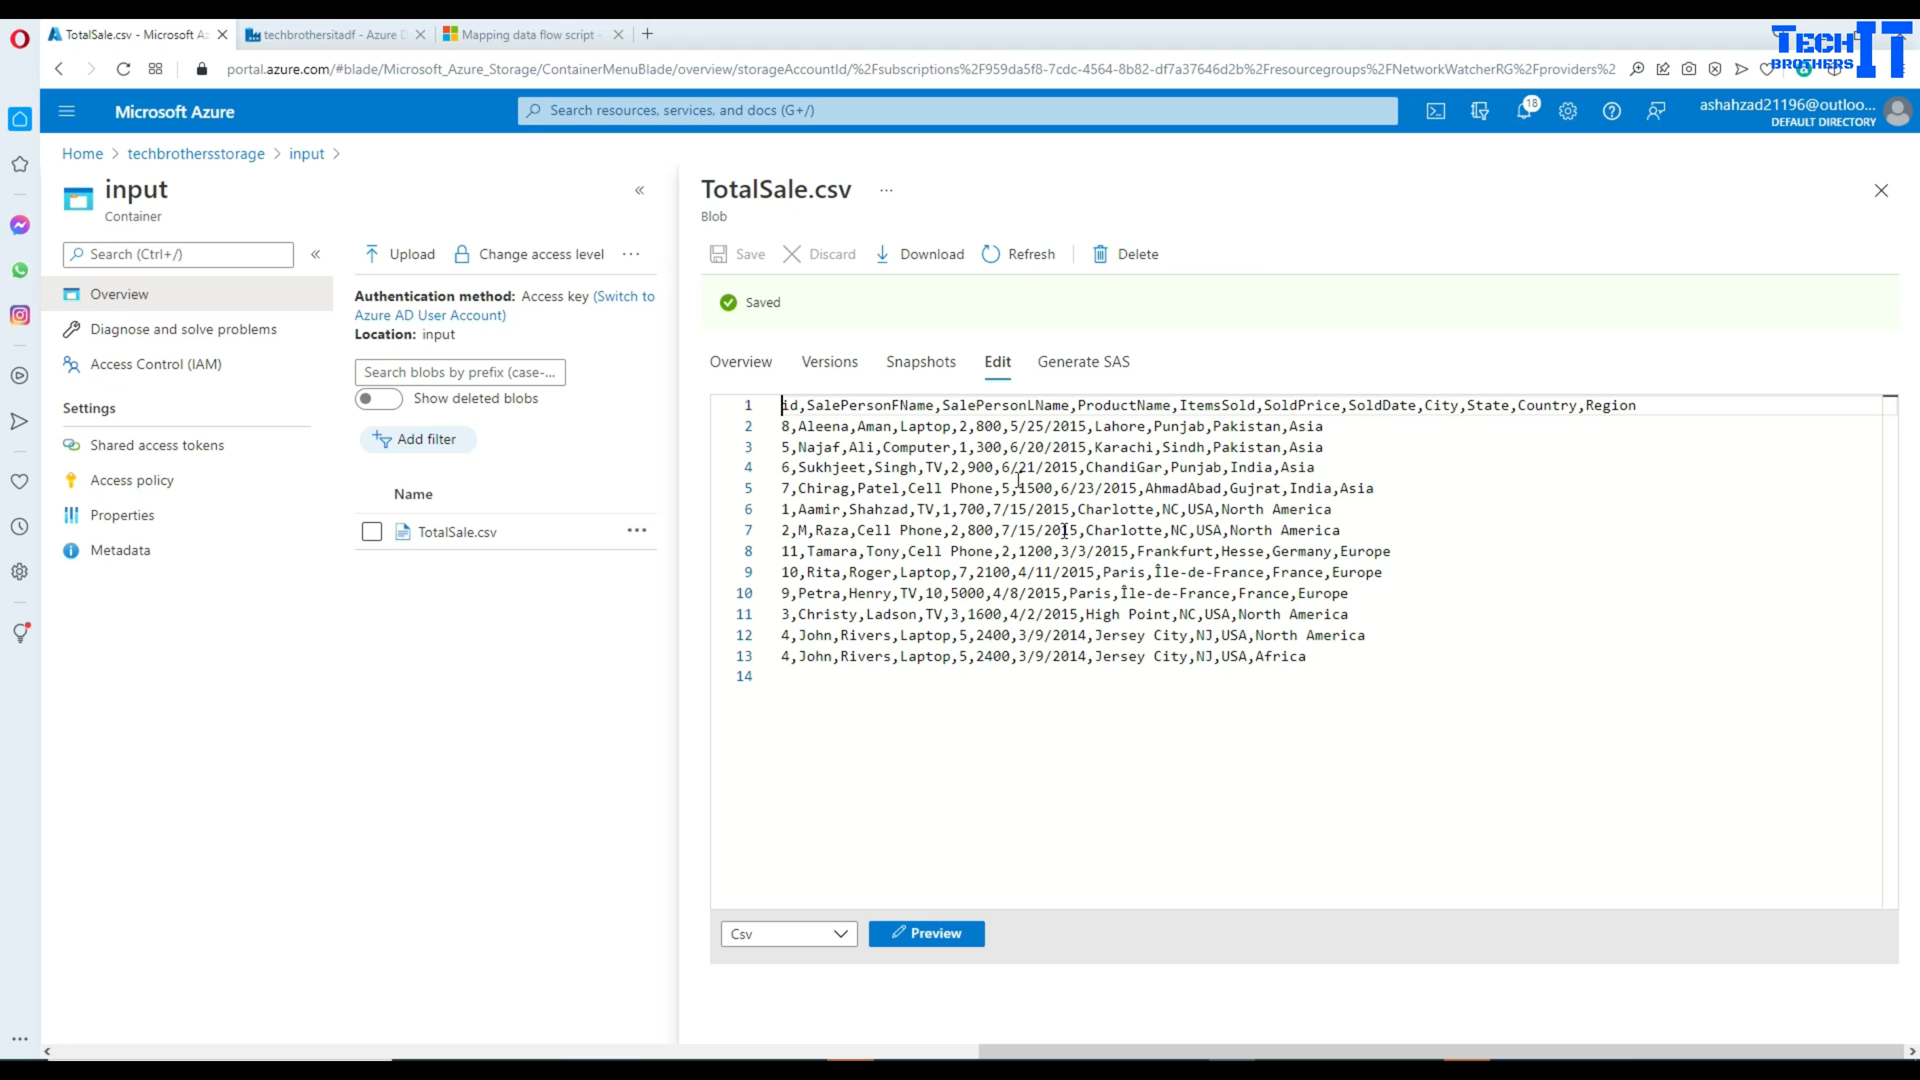 TotalSale.csv - Microsoft Az
techbrothersitadf - Azure D
Mapping data flow script -
TECH IT
BROTHERS
portal.azure.com/#blade/Microsoft_Azure_Storage/ContainerMenuBlade/overview/storageAccountId/%2Fsubscriptions%2F959da5f8-7cdc-4564-8b82-df7a37646d2b%2Fresourcegroups%2FNetworkWatcherRG%2Fproviders%2
Microsoft Azure
Search resources, services, and docs (G+/)
18
ashahzad21196@outloo...
DEFAULT DIRECTORY
Home > techbrothersstorage > input >
input
Container
Search (Ctrl+/)
Overview
Diagnose and solve problems
Access Control (IAM)
Settings
Shared access tokens
Access policy
Properties
Metadata
Upload
Change access level
Authentication method: Access key (Switch to
Azure AD User Account)
Location: input
Search blobs by prefix (case-...
Show deleted blobs
Add filter
Name
TotalSale.csv
TotalSale.csv
Blob
Save
Discard
Download
Refresh
Delete
Saved
Overview
Versions
Snapshots
Edit
Generate SAS
1 id,SalePersonFName,SalePersonLName,ProductName,ItemsSold,SoldPrice,SoldDate,City,State,Country,Region
2 8,Aleena,Aman,Laptop,2,800,5/25/2015,Lahore,Punjab,Pakistan,Asia
3 5,Najaf,Ali,Computer,1,300,6/20/2015,Karachi,Sindh,Pakistan,Asia
4 6,Sukhjeet,Singh,TV,2,900,6/21/2015,ChandiGar,Punjab,India,Asia
5 7,Chirag,Patel,Cell Phone,5,1500,6/23/2015,AhmadAbad,Gujrat,India,Asia
6 1,Aamir,Shahzad,TV,1,700,7/15/2015,Charlotte,NC,USA,North America
7 2,M,Raza,Cell Phone,2,800,7/15/2015,Charlotte,NC,USA,North America
8 11,Tamara,Tony,Cell Phone,2,1200,3/3/2015,Frankfurt,Hesse,Germany,Europe
9 10,Rita,Roger,Laptop,7,2100,4/11/2015,Paris,Île-de-France,France,Europe
10 9,Petra,Henry,TV,10,5000,4/8/2015,Paris,Île-de-France,France,Europe
11 3,Christy,Ladson,TV,3,1600,4/2/2015,High Point,NC,USA,North America
12 4,John,Rivers,Laptop,5,2400,3/9/2014,Jersey City,NJ,USA,North America
13 4,John,Rivers,Laptop,5,2400,3/9/2014,Jersey City,NJ,USA,Africa
14
Csv
Preview